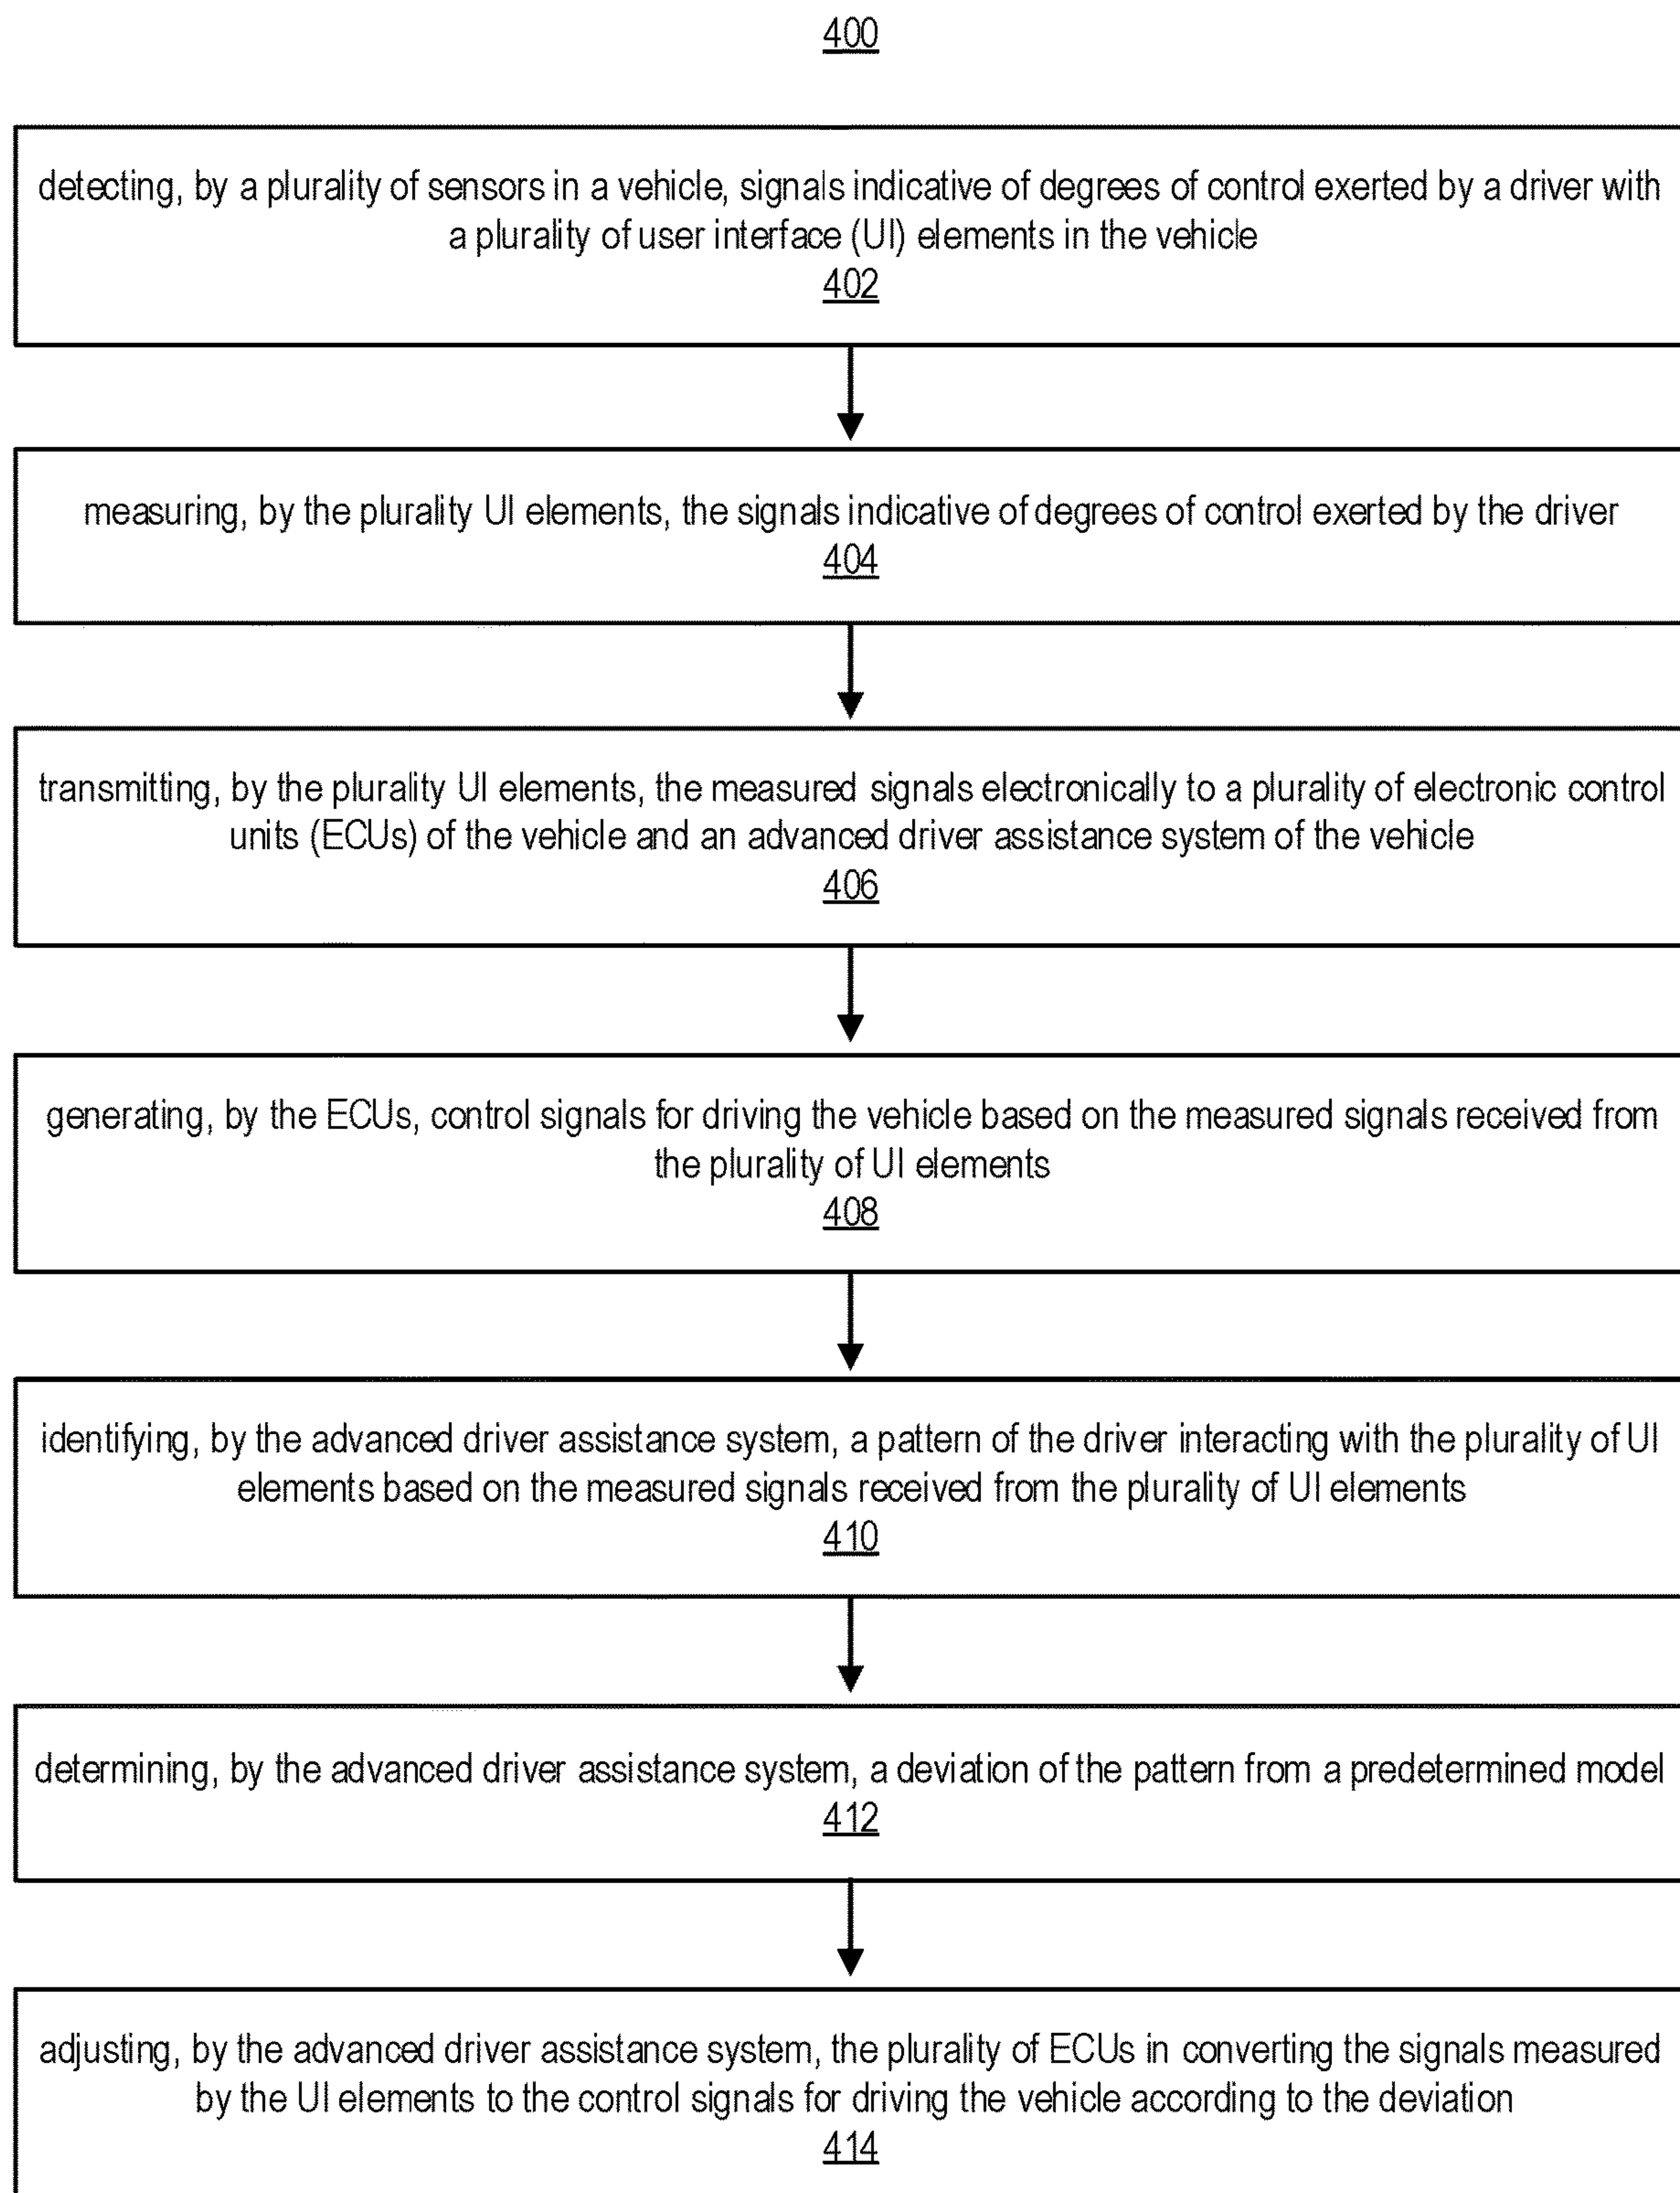 400
detecting, by a plurality of sensors in a vehicle, signals indicative of degrees of control exerted by a driver with
a plurality of user interface (UI) elements in the vehicle
402
measuring, by the plurality UI elements, the signals indicative of degrees of control exerted by the driver
404
transmitting, by the plurality UI elements, the measured signals electronically to a plurality of electronic control
units (ECUs) of the vehicle and an advanced driver assistance system of the vehicle
406
generating, by the ECUs, control signals for driving the vehicle based on the measured signals received from
the plurality of UI elements
408
identifying, by the advanced driver assistance system, a pattern of the driver interacting with the plurality of UI
elements based on the measured signals received from the plurality of UI elements
410
determining, by the advanced driver assistance system, a deviation of the pattern from a predetermined model
412
adjusting, by the advanced driver assistance system, the plurality of ECUs in converting the signals measured
by the UI elements to the control signals for driving the vehicle according to the deviation
414